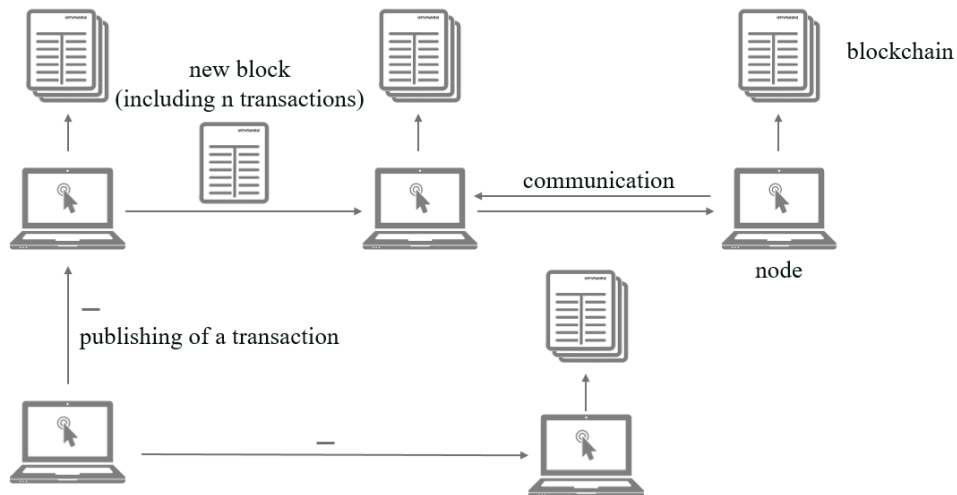 blockchain
new block
(including n transactions)
communication
node
publishing of a transaction